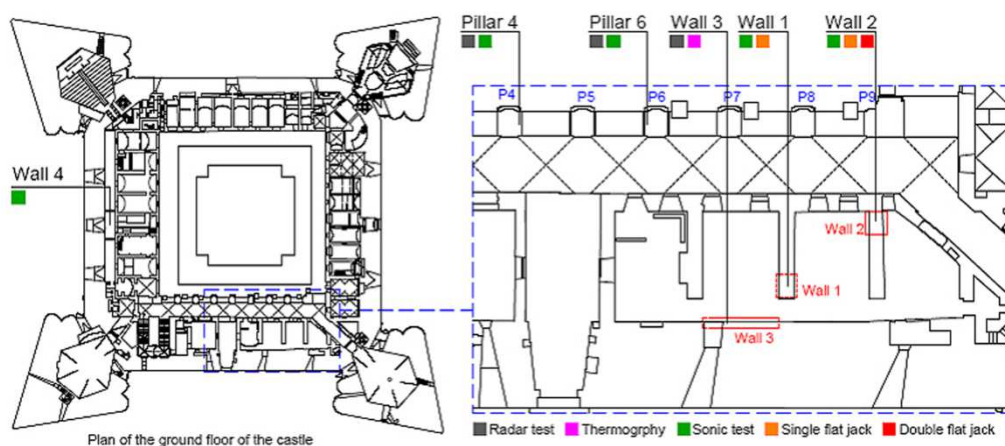 Pillar 4 Pillar 6 Wall 3 Wall 1 Wall 2
P4 P5 P6 P7 P8 P9
Wall 4
Wall 2
Wall 1
Wall 3
Radar test Thermogrphy Sonic test Single flat jack Double flat jack
Plan of the ground floor of the castle